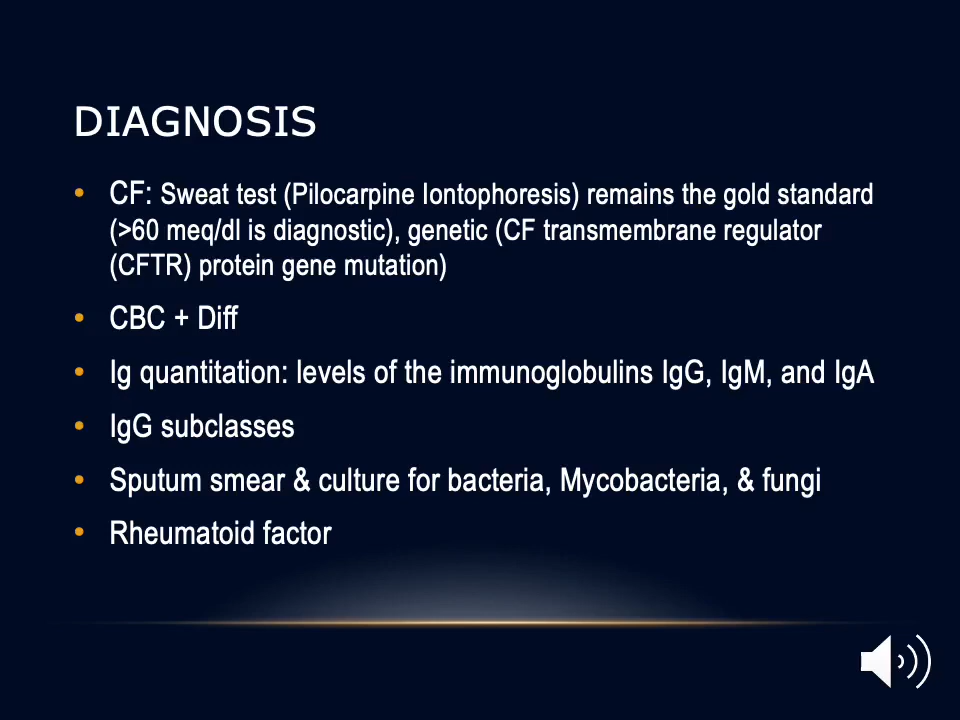 DIAGNOSIS
• CF: Sweat test (Pilocarpine Iontophoresis) remains the gold standard
(>60 meq/dl is diagnostic), genetic (CF transmembrane regulator
(CFTR) protein gene mutation)
• CBC + Diff
• Ig quantitation: levels of the immunoglobulins IgG, IgM, and IgA
• IgG subclasses
• Sputum smear & culture for bacteria, Mycobacteria, & fungi
• Rheumatoid factor